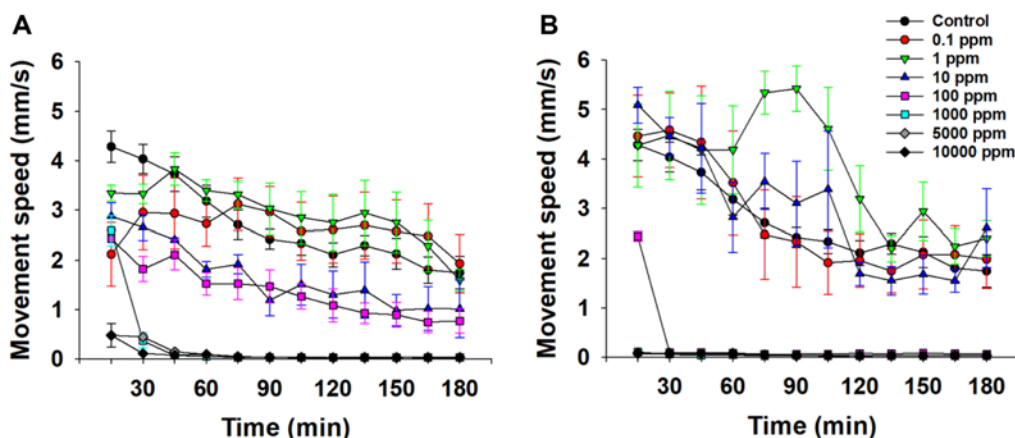 A
Movement speed (mm/s)
6
5
4
3
2
1
0
30 60 90 120 150 180
Time (min)
B
Movement speed (mm/s)
6
5
4
3
2
1
0
30 60 90 120 150 180
Time (min)
Control
0.1 ppm
1 ppm
10 ppm
100 ppm
1000 ppm
5000 ppm
10000 ppm